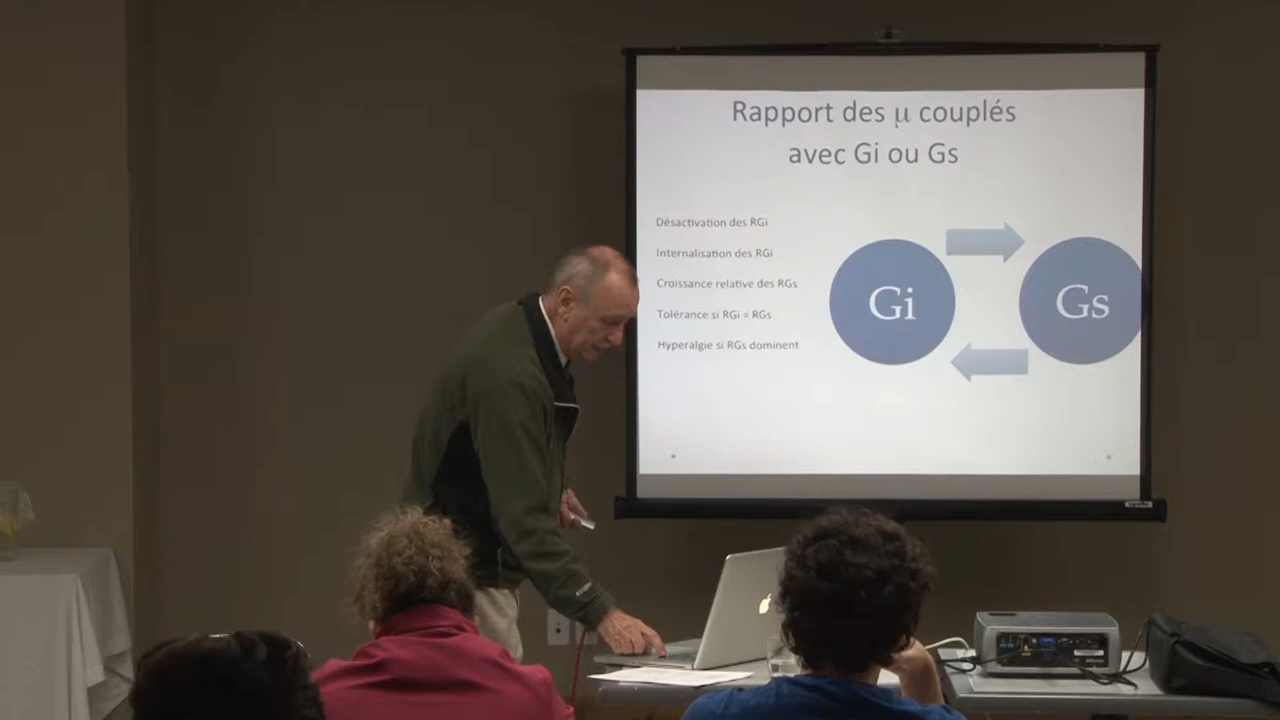 Rapport des μ couplés
avec Gi ou Gs
Désactivation des RGi
Internalisation des RGi
Croissance relative des RGs
Tolérance si RGi = RGs
Hyperalgie si RGs dominent
Gi
Gs